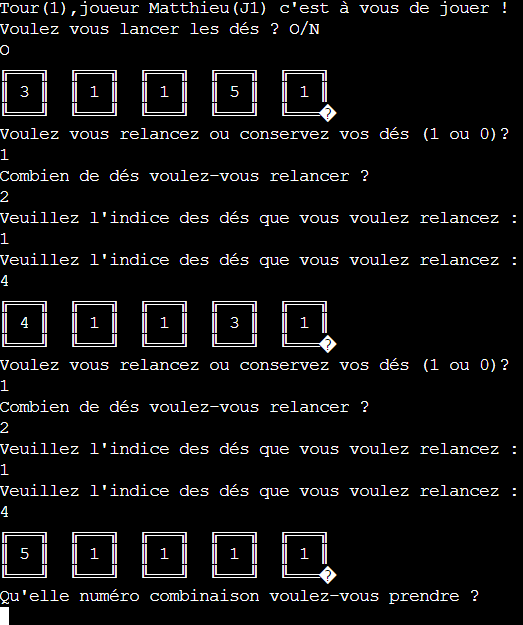 Tour(1),joueur Matthieu(J1) c'est à vous de jouer !
Voulez vous lancer les dés ? O/N
O
╔══╗ ╔══╗ ╔══╗ ╔══╗ ╔══╗
║ 3 ║ ║ 1 ║ ║ 1 ║ ║ 5 ║ ║ 1 ║
╚══╝ ╚══╝ ╚══╝ ╚══╝ ╚══�
Voulez vous relancez ou conservez vos dés (1 ou 0)?
1
Combien de dés voulez-vous relancer ?
2
Veuillez l'indice des dés que vous voulez relancez :
1
Veuillez l'indice des dés que vous voulez relancez :
4
╔══╗ ╔══╗ ╔══╗ ╔══╗ ╔══╗
║ 4 ║ ║ 1 ║ ║ 1 ║ ║ 3 ║ ║ 1 ║
╚══╝ ╚══╝ ╚══╝ ╚══╝ ╚══�
Voulez vous relancez ou conservez vos dés (1 ou 0)?
1
Combien de dés voulez-vous relancer ?
2
Veuillez l'indice des dés que vous voulez relancez :
1
Veuillez l'indice des dés que vous voulez relancez :
4
╔══╗ ╔══╗ ╔══╗ ╔══╗ ╔══╗
║ 5 ║ ║ 1 ║ ║ 1 ║ ║ 1 ║ ║ 1 ║
╚══╝ ╚══╝ ╚══╝ ╚══╝ ╚══�
Qu'elle numéro combinaison voulez-vous prendre ?